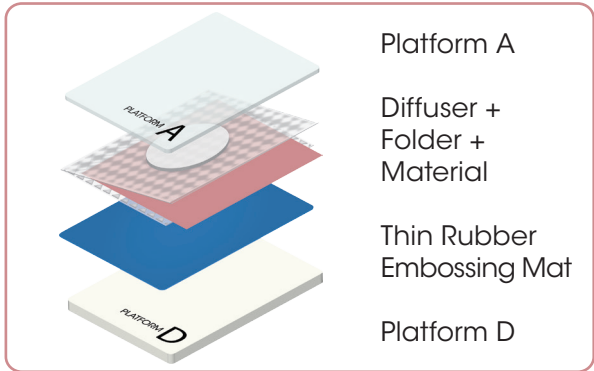 Platform A
PLATFORM A
Diffuser +
Folder +
Material
Thin Rubber
Embossing Mat
PLATFORM D
Platform D